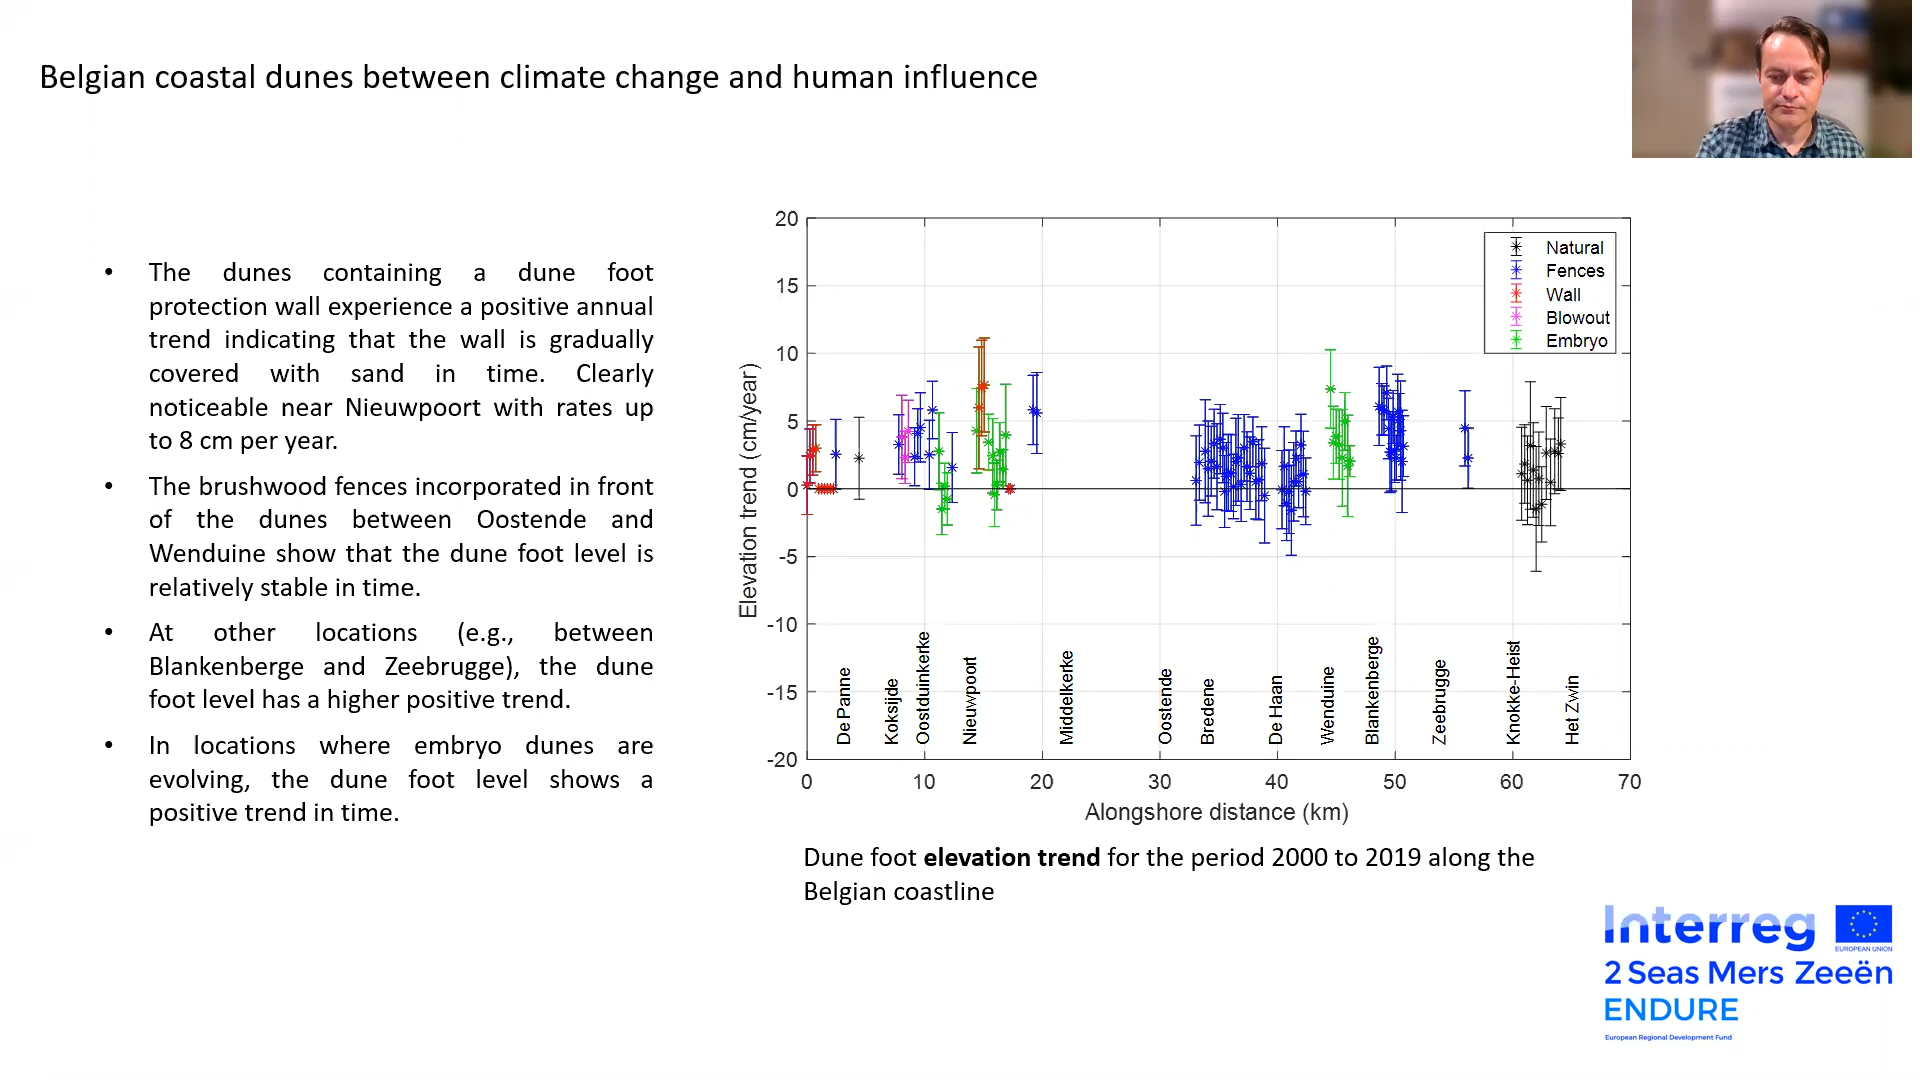 Belgian coastal dunes between climate change and human influence
• The dunes containing a dune foot
protection wall experience a positive annual
trend indicating that the wall is gradually
covered with sand in time. Clearly
noticeable near Nieuwpoort with rates up
to 8 cm per year.
• The brushwood fences incorporated in front
of the dunes between Oostende and
Wenduine show that the dune foot level is
relatively stable in time.
• At other locations (e.g., between
Blankenberge and Zeebrugge), the dune
foot level has a higher positive trend.
• In locations where embryo dunes are
evolving, the dune foot level shows a
positive trend in time.
Elevation trend (cm/year)
20
15
10
5
0
-5
-10
-15
-20
Natural
Fences
Wall
Blowout
Embryo
De Panne
Koksijde
Oostduinkerke
Nieuwpoort
Middelkerke
Oostende
Bredene
De Haan
Wenduine
Blankenberge
Zeebrugge
Knokke-Heist
Het Zwin
0 10 20 30 40 50 60 70
Alongshore distance (km)
Dune foot elevation trend for the period 2000 to 2019 along the
Belgian coastline
Interreg
EUROPEAN UNION
2 Seas Mers Zeeën
ENDURE
European Regional Development Fund